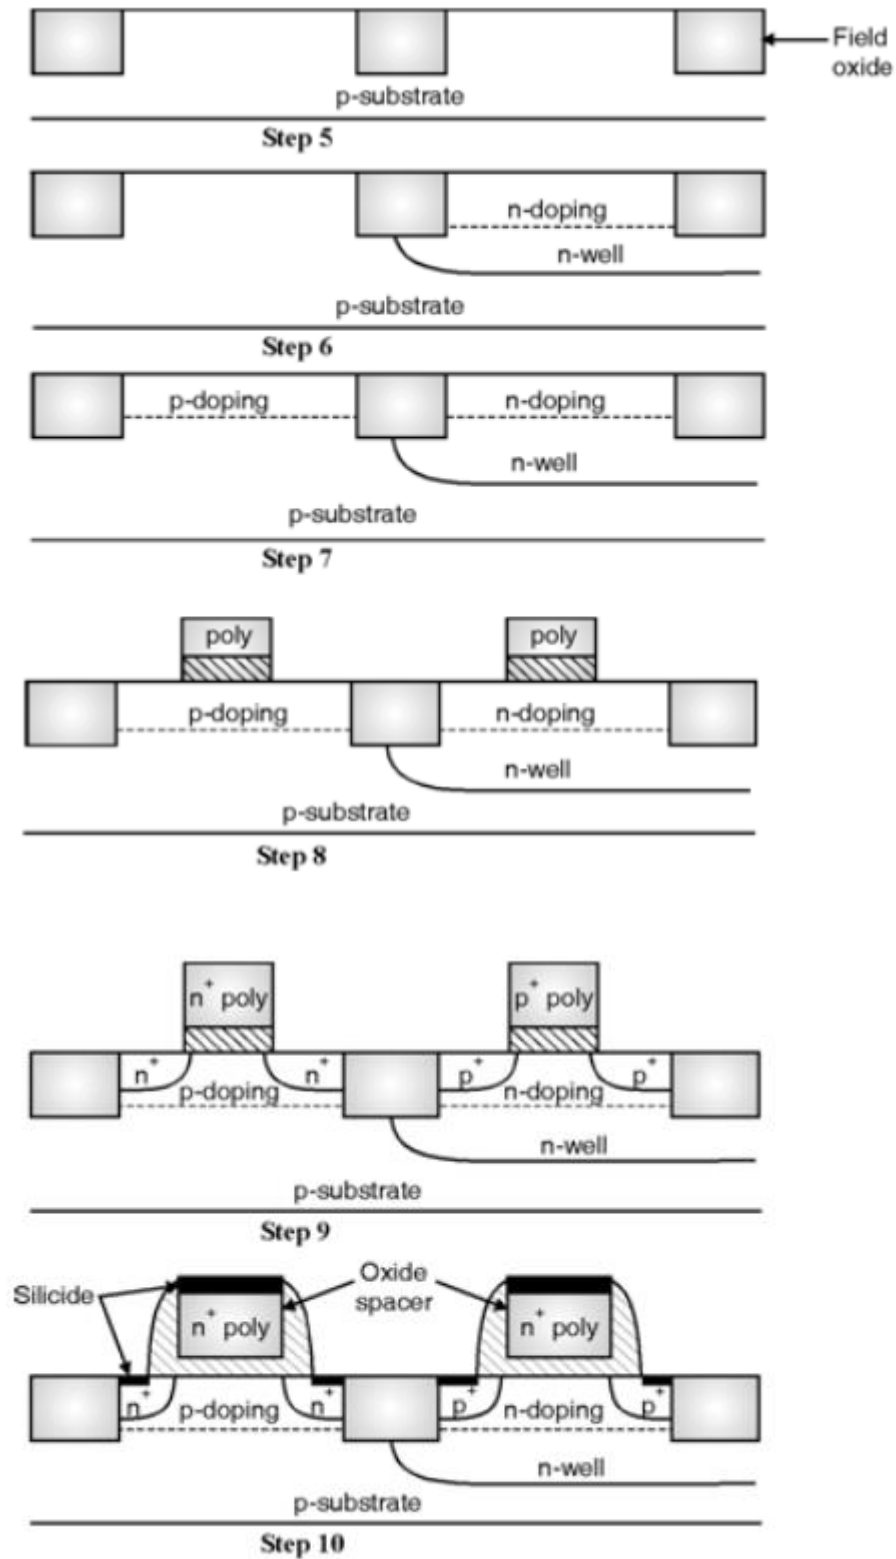 Field
oxide
p-substrate
Step 5
n-doping
n-well
p-substrate
Step 6
p-doping
n-doping
n-well
p-substrate
Step 7
poly
poly
p-doping
n-doping
n-well
p-substrate
Step 8
n⁺ poly
p⁺ poly
n⁺
n⁺
p⁺
p⁺
p-doping
n-doping
n-well
p-substrate
Step 9
Silicide
Oxide
spacer
n⁺ poly
n⁺ poly
n⁺
p-doping
n⁺
p⁺
n-doping
p⁺
n-well
p-substrate
Step 10